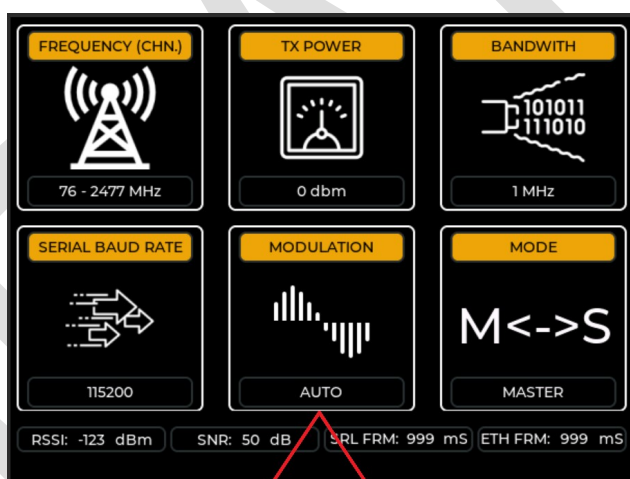 FREQUENCY (CHN.) TX POWER BANDWITH
101011
111010
76 - 2477 MHz 0 dbm 1 MHz
SERIAL BAUD RATE MODULATION MODE
M<->S
115200 AUTO MASTER
RSSI: -123 dBm SNR: 50 dB SRL FRM: 999 mS ETH FRM: 999 mS